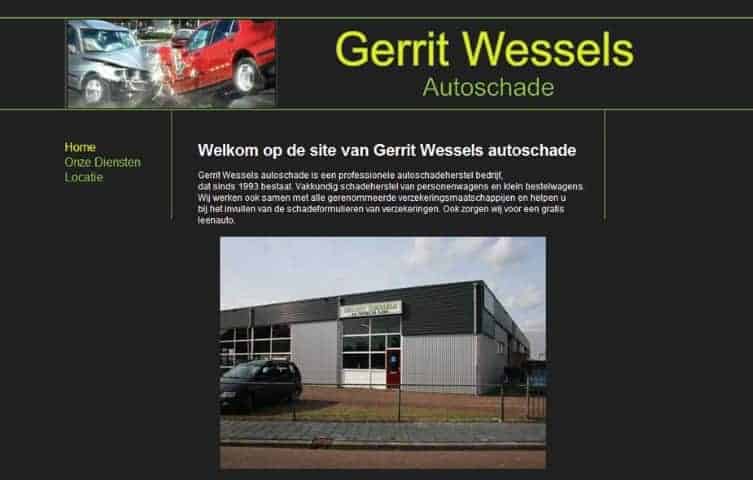 Gerrit Wessels
Autoschade
Home
Onze Diensten
Locatie
Welkom op de site van Gerrit Wessels autoschade
Gerrit Wessels autoschade is een professionele autoschadeherstel bedrijf,
dat sinds 1993 bestaat. Vakkundig schadeherstel van personenwagens en klein bestelwagens.
Wij werken ook samen met alle gerenommeerde verzekeringsmaatschappijen en helpen u
bij het invullen van de schadeformulieren van verzekeringen. Ook zorgen wij voor een gratis
leenauto.